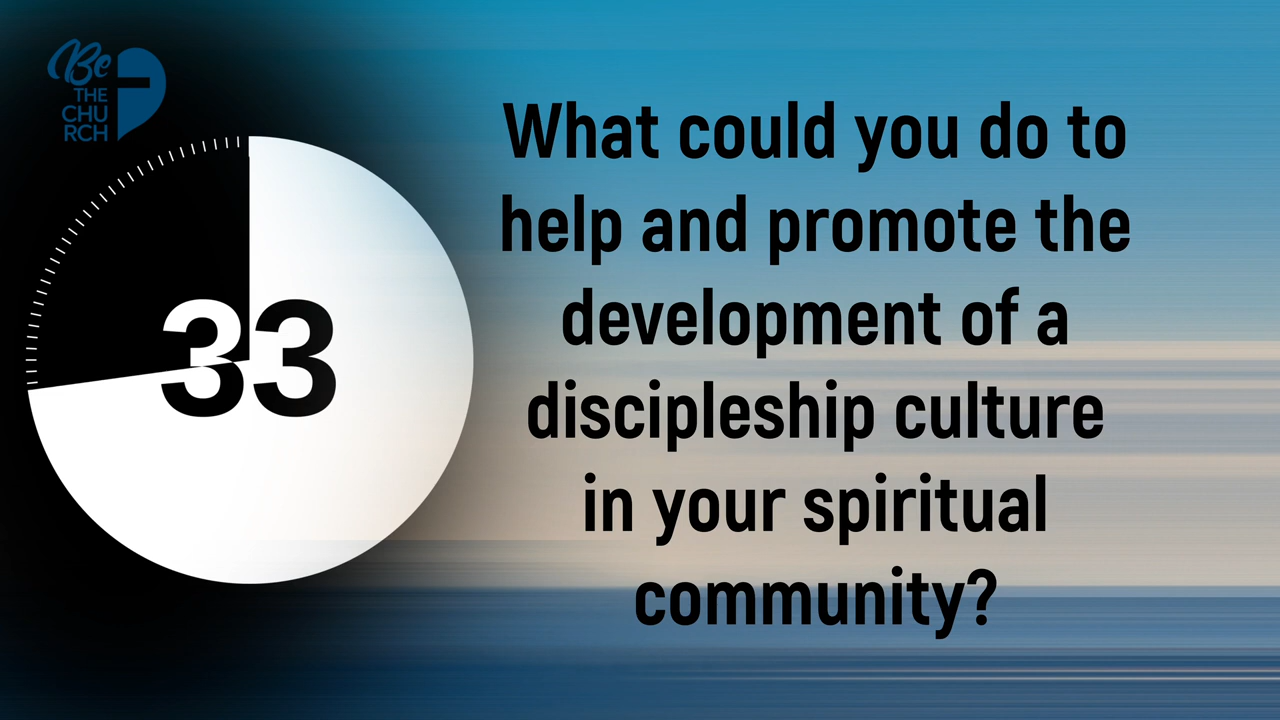 Be
THE
CHU
RCH
33
What could you do to
help and promote the
development of a
discipleship culture
in your spiritual
community?